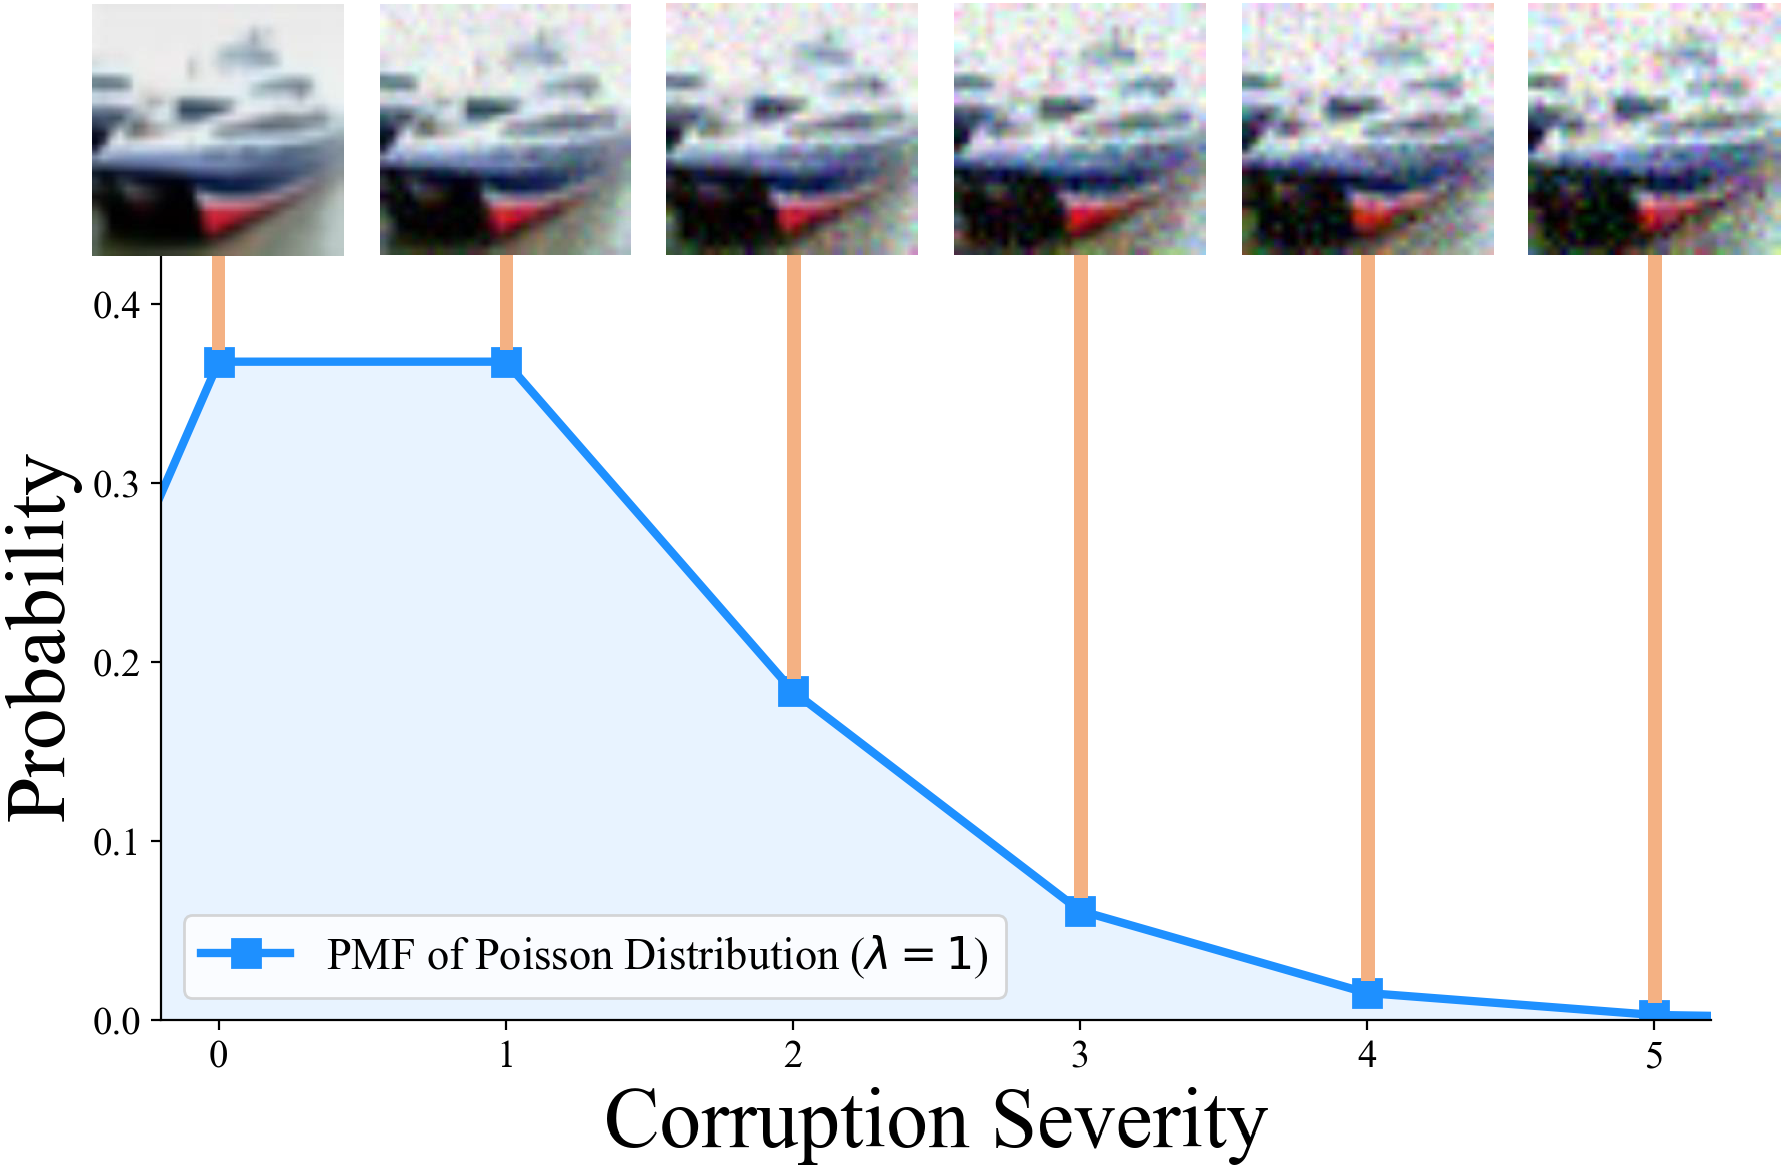 0.4
0.3
0.2
0.1
0.0
Probability
PMF of Poisson Distribution (λ = 1)
0 1 2 3 4 5
Corruption Severity